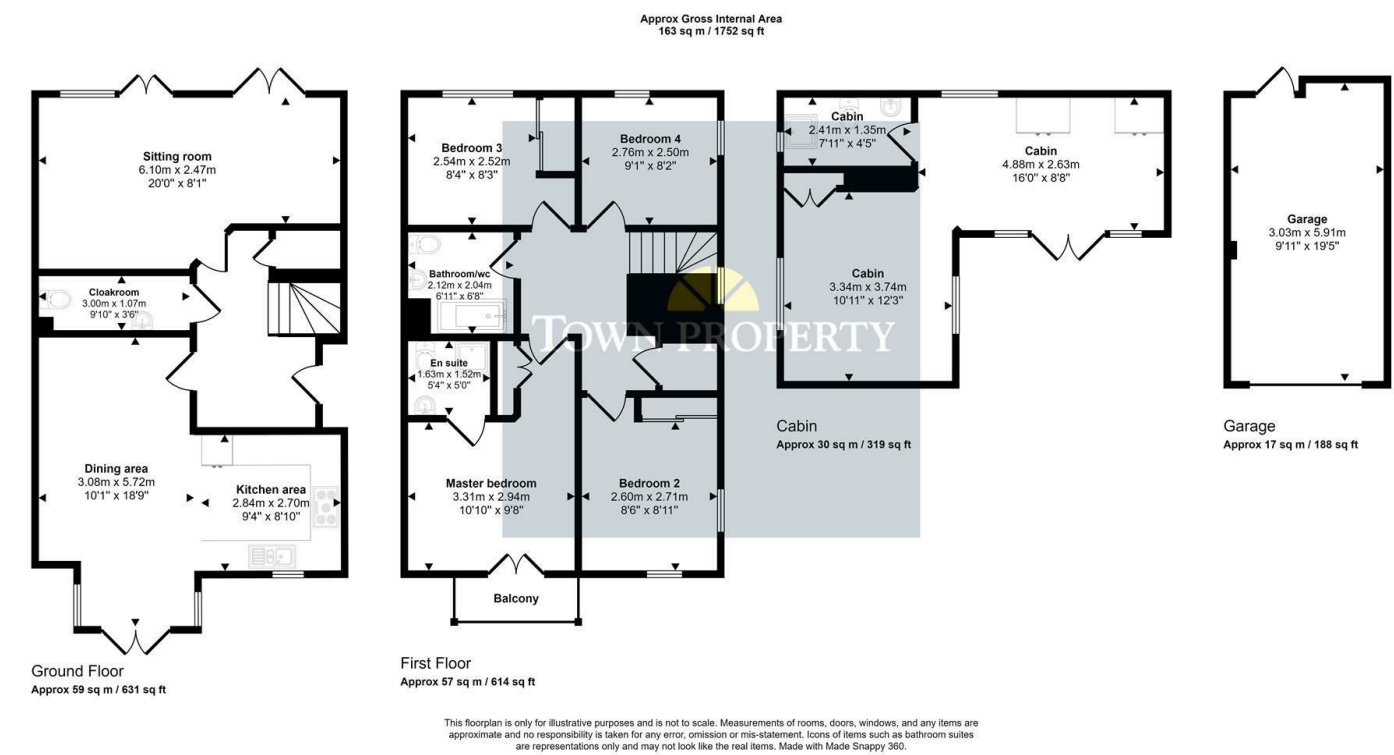 Approx Gross Internal Area
163 sq m / 1752 sq ft
Sitting room
6.10m x 2.47m
20'0" x 8'1"
Cloakroom
3.00m x 1.07m
9'10" x 3'6"
Dining area
3.08m x 5.72m
10'1" x 18'9"
Kitchen area
2.84m x 2.70m
9'4" x 8'10"
Ground Floor
Approx 59 sq m / 631 sq ft
Bedroom 3
2.54m x 2.52m
8'4" x 8'3"
Bedroom 4
2.76m x 2.50m
9'1" x 8'2"
Bathroom/wc
2.12m x 2.04m
6'11" x 6'8"
En suite
1.63m x 1.52m
5'4" x 5'0"
Master bedroom
3.31m x 2.94m
10'10" x 9'8"
Bedroom 2
2.60m x 2.71m
8'6" x 8'11"
Balcony
First Floor
Approx 57 sq m / 614 sq ft
TOWN PROPERTY
Cabin
2.41m x 1.35m
7'11" x 4'5"
Cabin
4.88m x 2.63m
16'0" x 8'8"
Cabin
3.34m x 3.74m
10'11" x 12'3"
Cabin
Approx 30 sq m / 319 sq ft
Garage
3.03m x 5.91m
9'11" x 19'5"
Garage
Approx 17 sq m / 188 sq ft
This floorplan is only for illustrative purposes and is not to scale. Measurements of rooms, doors, windows, and any items are
approximate and no responsibility is taken for any error, omission or mis-statement. Icons of items such as bathroom suites
are representations only and may not look like the real items. Made with Made Snappy 360.